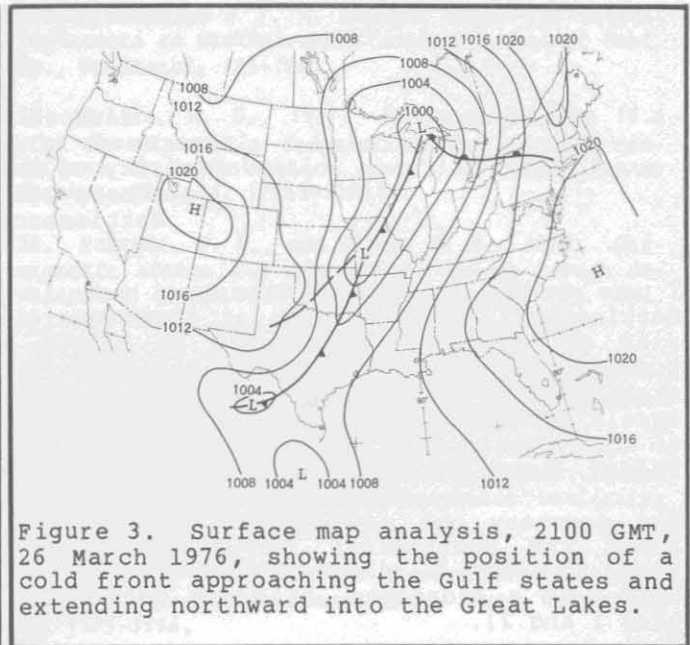 1008
1012 1016 1020 1020
1008
1008
1004
1012
1000
L
1016
1020
1020
H
L
H
1016
1012
1020
1004
L
1016
L
1008 1004 1004 1008 1012
Figure 3. Surface map analysis, 2100 GMT,
26 March 1976, showing the position of a
cold front approaching the Gulf states and
extending northward into the Great Lakes.